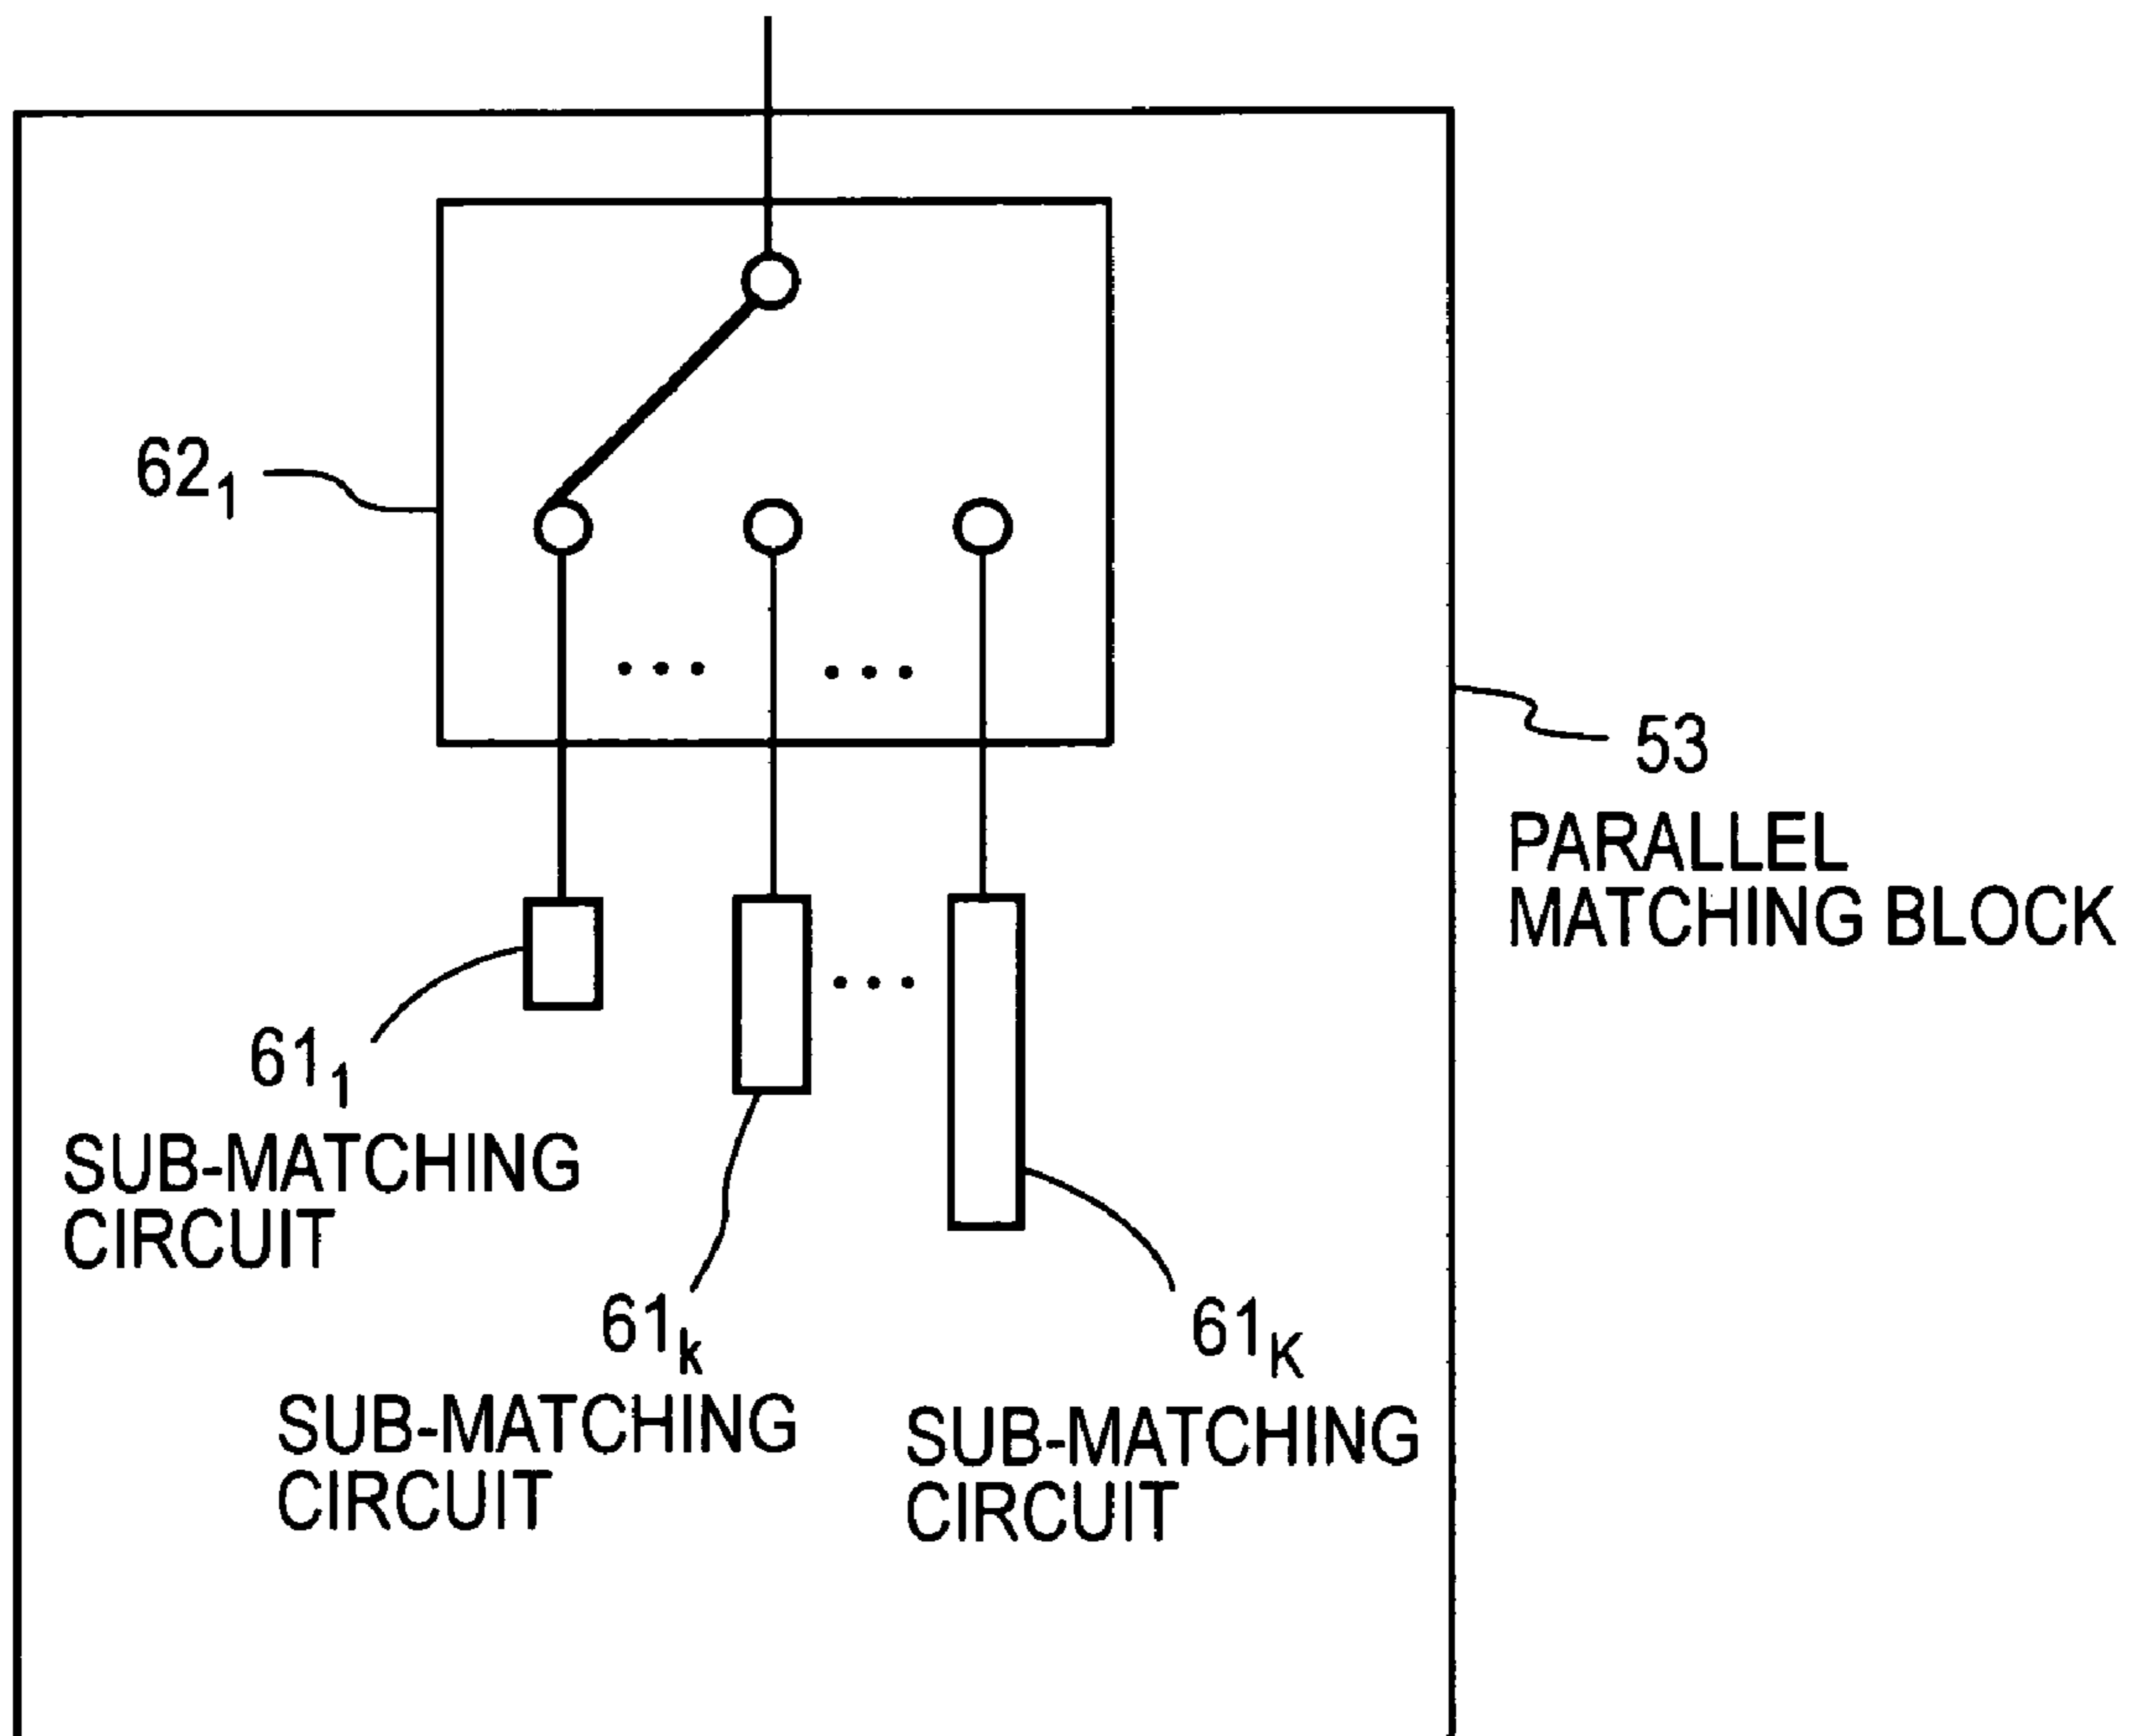 62₁
53
PARALLEL
MATCHING BLOCK
61₁
SUB-MATCHING
CIRCUIT
61ₖ
SUB-MATCHING
CIRCUIT
61_K
SUB-MATCHING
CIRCUIT